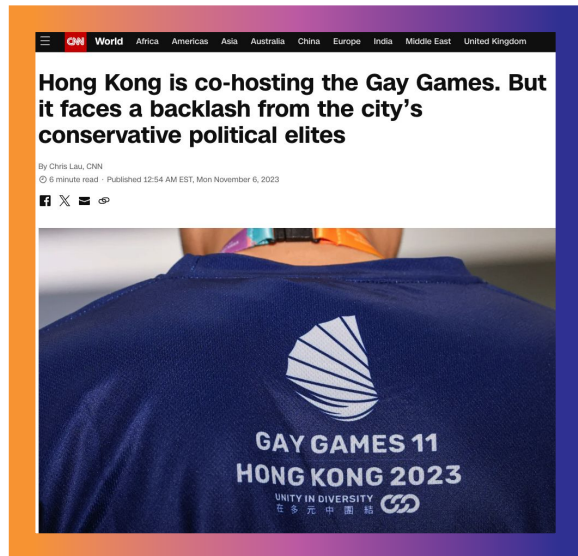 CNN World Africa Americas Asia Australia China Europe India Middle East United Kingdom
Hong Kong is co-hosting the Gay Games. But
it faces a backlash from the city's
conservative political elites
By Chris Lau, CNN
6 minute read · Published 12:54 AM EST, Mon November 6, 2023
GAY GAMES 11
HONG KONG 2023
UNITY IN DIVERSITY
在多元中團結